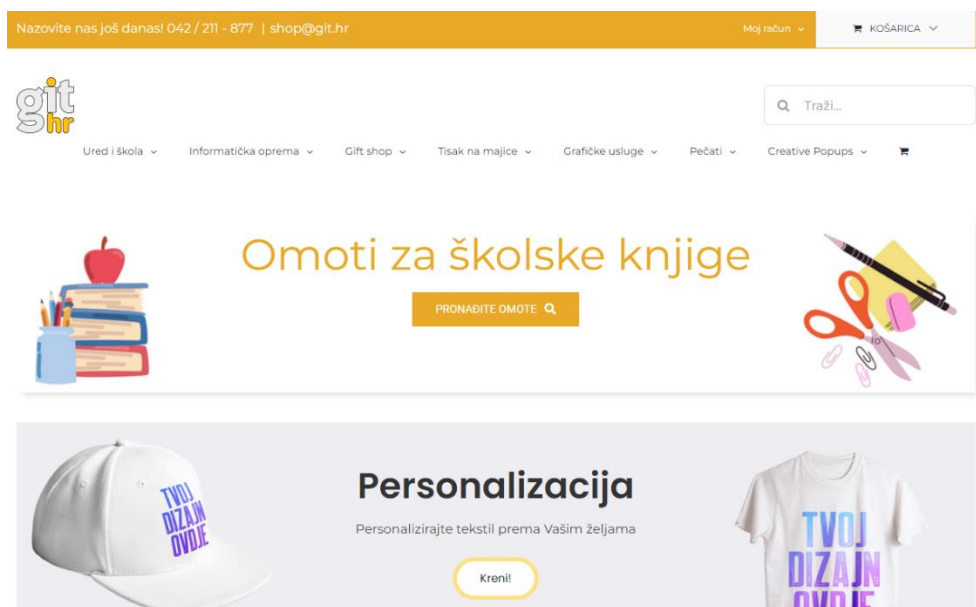 Nazovite nas još danas! 042 / 211 - 877 | shop@git.hr
Moj račun
KOŠARICA
git
hr
Traži...
Ured i škola
Informatička oprema
Gift shop
Tisak na majice
Grafičke usluge
Pečati
Creative Popups
Omoti za školske knjige
PRONAĐITE OMOTE
Personalizacija
Personalizirajte tekstil prema Vašim željama
Kreni!
TVOJ
DIZAJN
OVDJE
TVOJ
DIZAJN
OVDJE